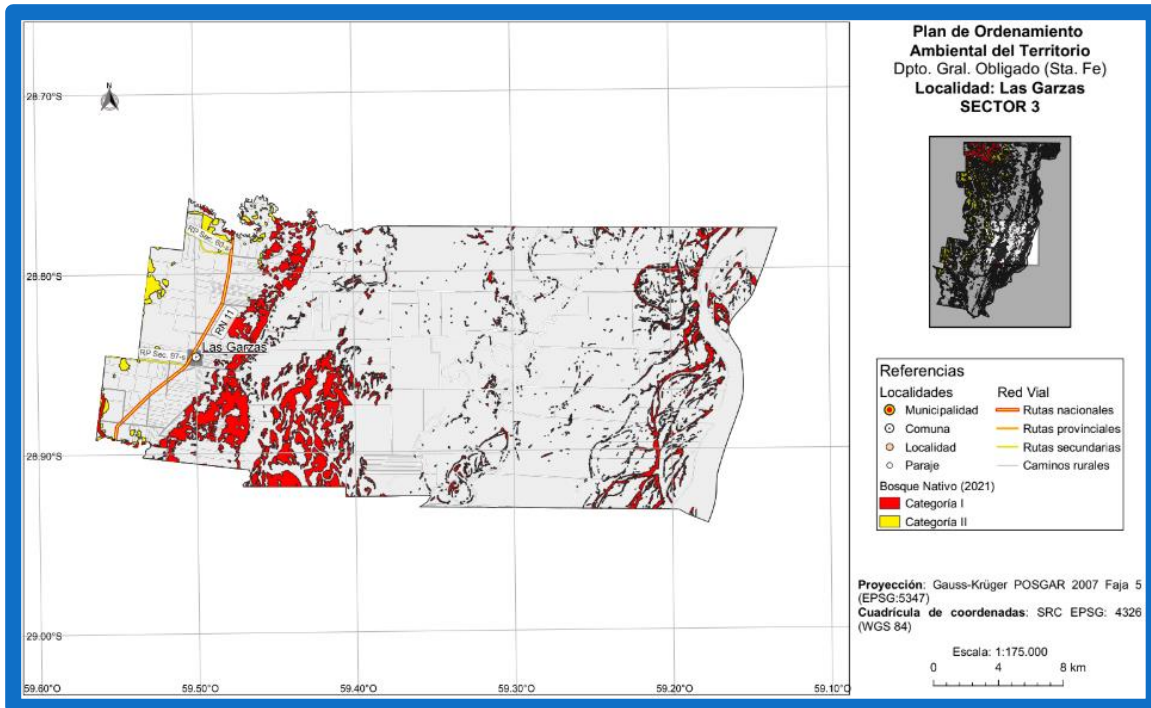 Plan de Ordenamiento
Ambiental del Territorio
Dpto. Gral. Obligado (Sta. Fe)
Localidad: Las Garzas
SECTOR 3
N
28.70°S
28.80°S
28.90°S
29.00°S
59.60°O
59.50°O
59.40°O
59.30°O
59.20°O
59.10°O
RN 11
Las Garzas
RP Sec. 97-s
Referencias
Localidades
Municipalidad
Comuna
Localidad
Paraje
Red Vial
Rutas nacionales
Rutas provinciales
Rutas secundarias
Caminos rurales
Bosque Nativo (2021)
Categoría I
Categoría II
Proyección: Gauss-Krüger POSGAR 2007 Faja 5
(EPSG:5347)
Cuadrícula de coordenadas: SRC EPSG: 4326
(WGS 84)
Escala: 1:175.000
0 4 8 km